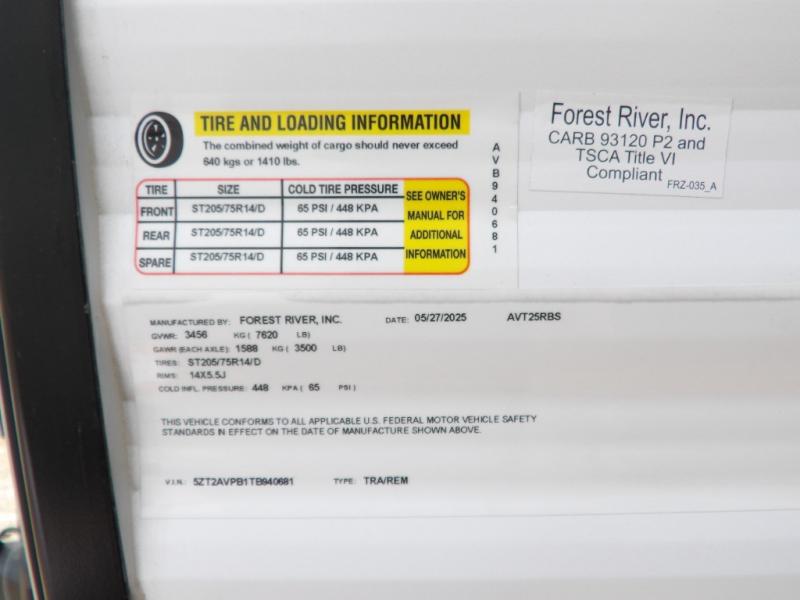 TIRE AND LOADING INFORMATION
The combined weight of cargo should never exceed
640 kgs or 1410 lbs.
TIRE SIZE COLD TIRE PRESSURE
FRONT ST205/75R14/D 65 PSI / 448 KPA
REAR ST205/75R14/D 65 PSI / 448 KPA
SPARE ST205/75R14/D 65 PSI / 448 KPA
SEE OWNER'S
MANUAL FOR
ADDITIONAL
INFORMATION
AVB940681
Forest River, Inc.
CARB 93120 P2 and
TSCA Title VI
Compliant
FRZ-035_A
MANUFACTURED BY: FOREST RIVER, INC. DATE: 05/27/2025 AVT25RBS
GVWR: 3456 KG ( 7620 LB)
GAWR (EACH AXLE): 1588 KG ( 3500 LB)
TIRES: ST205/75R14/D
RIMS: 14X5.5J
COLD INFL. PRESSURE: 448 KPA ( 65 PSI )
THIS VEHICLE CONFORMS TO ALL APPLICABLE U.S. FEDERAL MOTOR VEHICLE SAFETY
STANDARDS IN EFFECT ON THE DATE OF MANUFACTURE SHOWN ABOVE.
V.I.N.: 5ZT2AVPB1TB940681 TYPE: TRA/REM